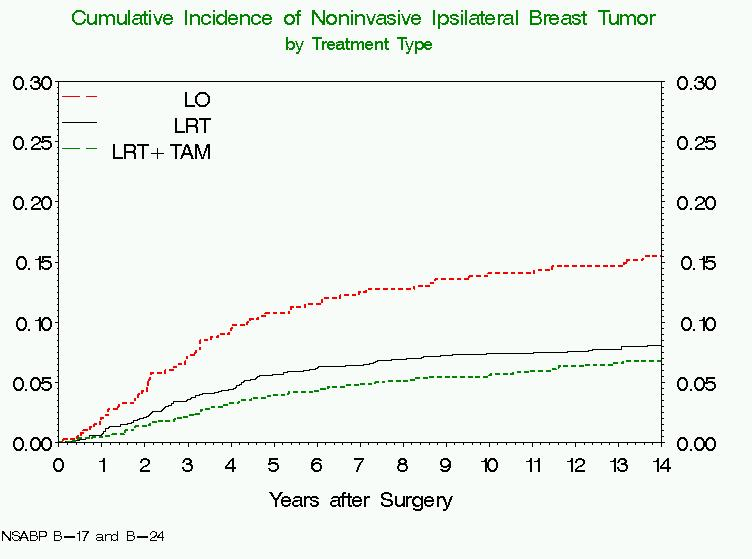 Cumulative Incidence of Noninvasive Ipsilateral Breast Tumor
by Treatment Type
0.30 0.30
LO
LRT
0.25 0.25
LRT+ TAM
0.20 0.20
0.15 0.15
0.10 0.10
0.05 0.05
0.00 0.00
0 1 2 3 4 5 6 7 8 9 10 11 12 13 14
Years after Surgery
NSABP B–17 and B–24